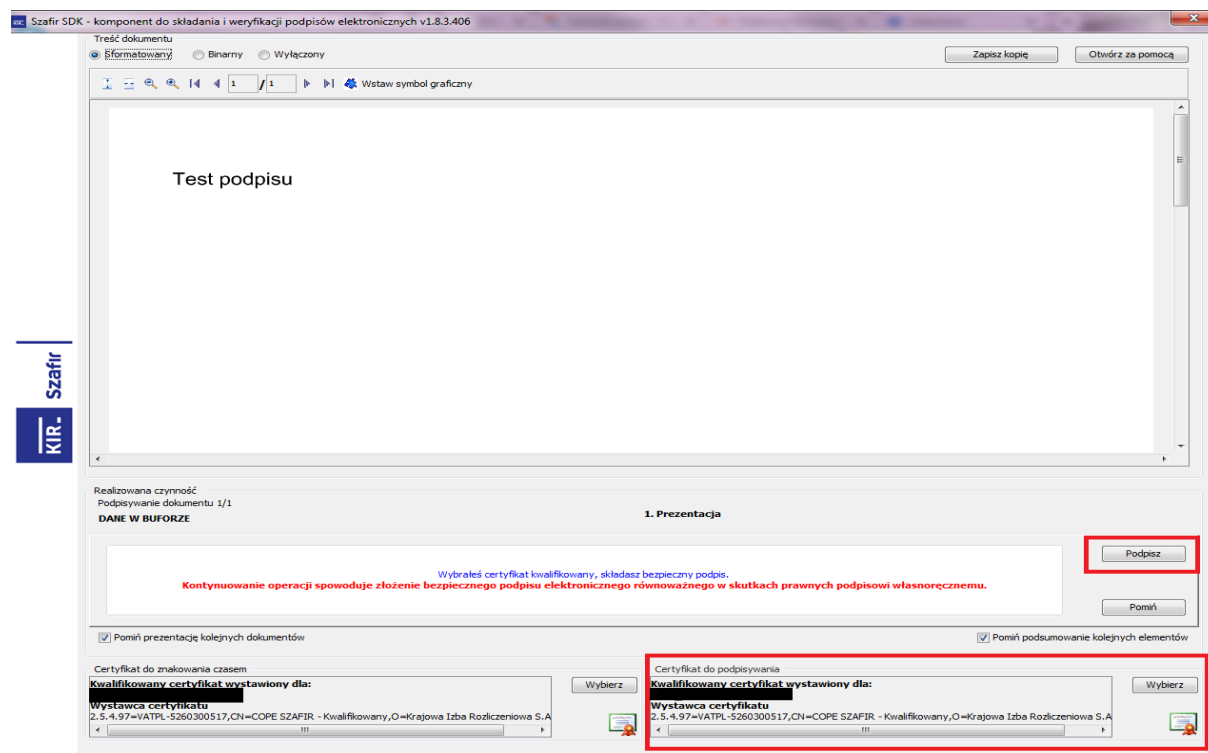 Szafir SDK - komponent do składania i weryfikacji podpisów elektronicznych v1.8.3.406
Treść dokumentu
Sformatowany Binarny Wyłączony Zapisz kopię Otwórz za pomocą
1 / 1 Wstaw symbol graficzny
Test podpisu
KIR. Szafir
Realizowana czynność
Podpisywanie dokumentu 1/1
DANE W BUFORZE 1. Prezentacja
Podpisz
Wybrałeś certyfikat kwalifikowany, składasz bezpieczny podpis.
Kontynuowanie operacji spowoduje złożenie bezpiecznego podpisu elektronicznego równoważnego w skutkach prawnych podpisowi własnoręcznemu.
Pomiń
Pomiń prezentację kolejnych dokumentów Pomiń podsumowanie kolejnych elementów
Certyfikat do znakowania czasem
Kwalifikowany certyfikat wystawiony dla: Wybierz
Wystawca certyfikatu
2.5.4.97=VATPL-5260300517,CN=COPE SZAFIR - Kwalifikowany,O=Krajowa Izba Rozliczeniowa S.A
Certyfikat do podpisywania
Kwalifikowany certyfikat wystawiony dla: Wybierz
Wystawca certyfikatu
2.5.4.97=VATPL-5260300517,CN=COPE SZAFIR - Kwalifikowany,O=Krajowa Izba Rozliczeniowa S.A